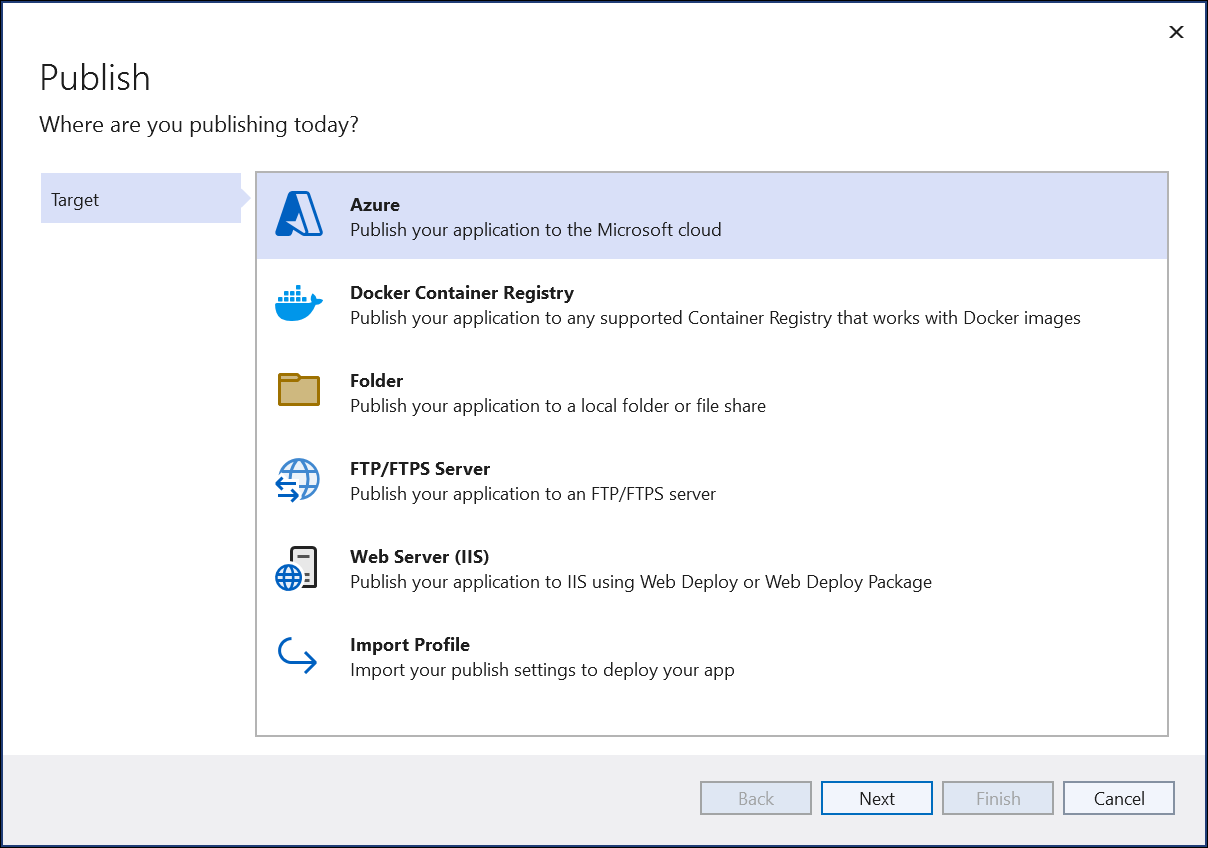 Publish
Where are you publishing today?
Target
Azure
Publish your application to the Microsoft cloud
Docker Container Registry
Publish your application to any supported Container Registry that works with Docker images
Folder
Publish your application to a local folder or file share
FTP/FTPS Server
Publish your application to an FTP/FTPS server
Web Server (IIS)
Publish your application to IIS using Web Deploy or Web Deploy Package
Import Profile
Import your publish settings to deploy your app
Back Next Finish Cancel